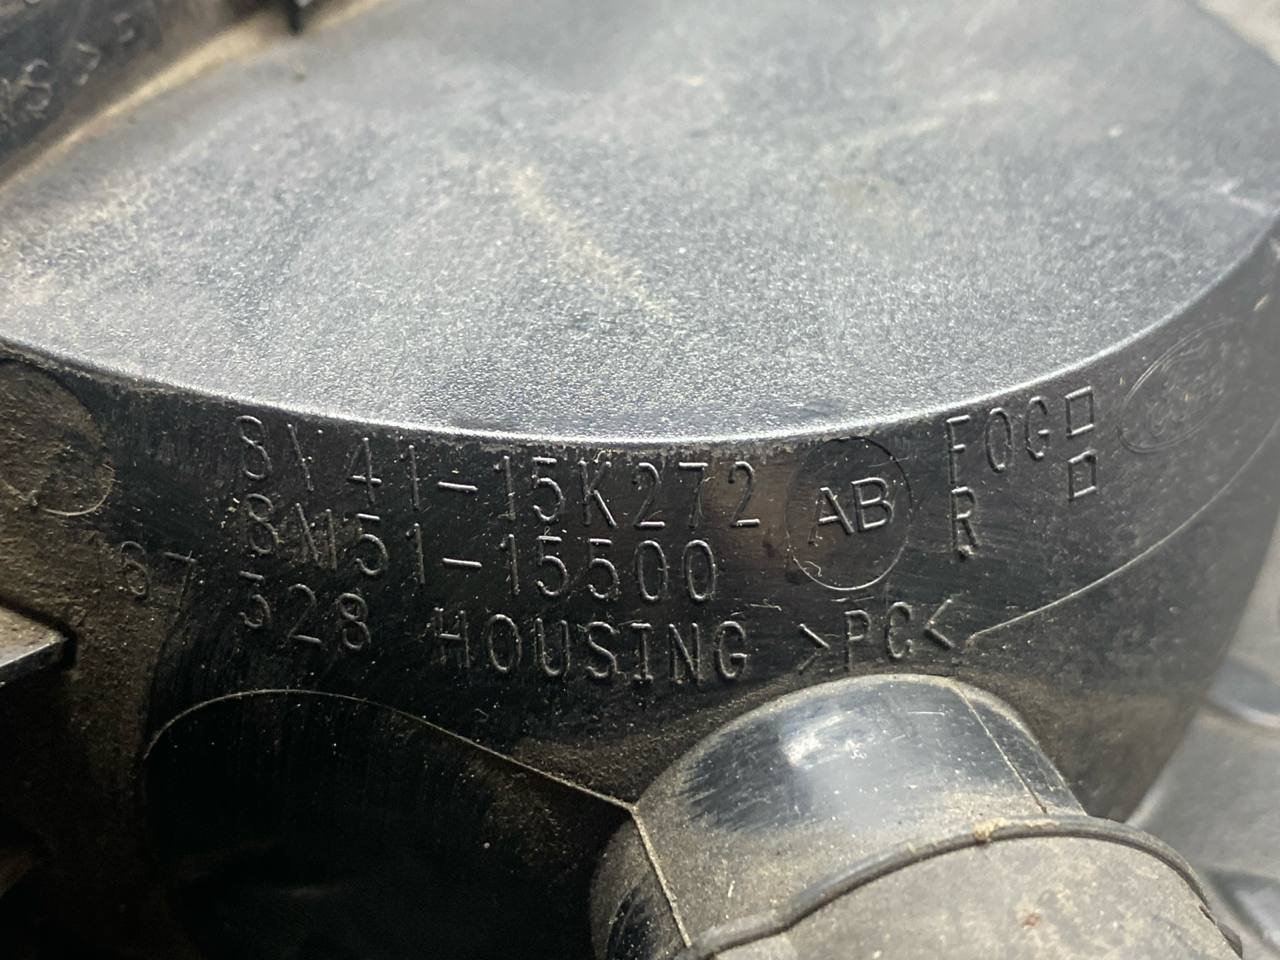 8V41-15K272 AB FOG
8M51-15500 R
328 HOUSING >PC<